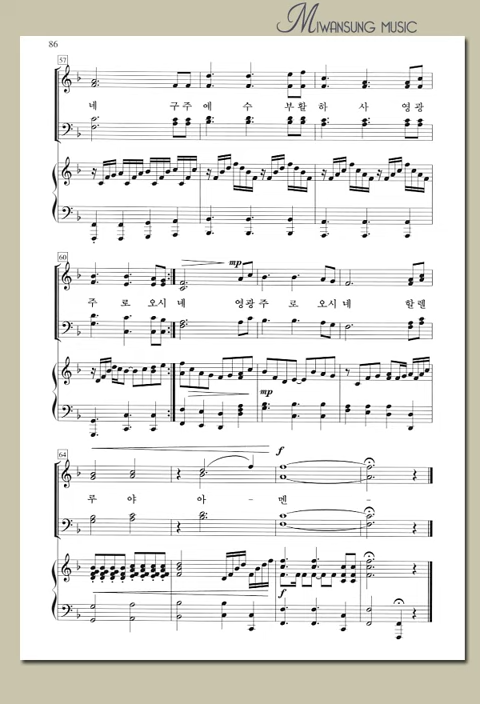 MIWANSUNG MUSIC
86
57
네 구주 예 수 부활 하 사 영광
60
mp
주 로 오시 네 영광 주 로 오시 네 할렐
mp
64
f
루 야 아 - 멘 -
f